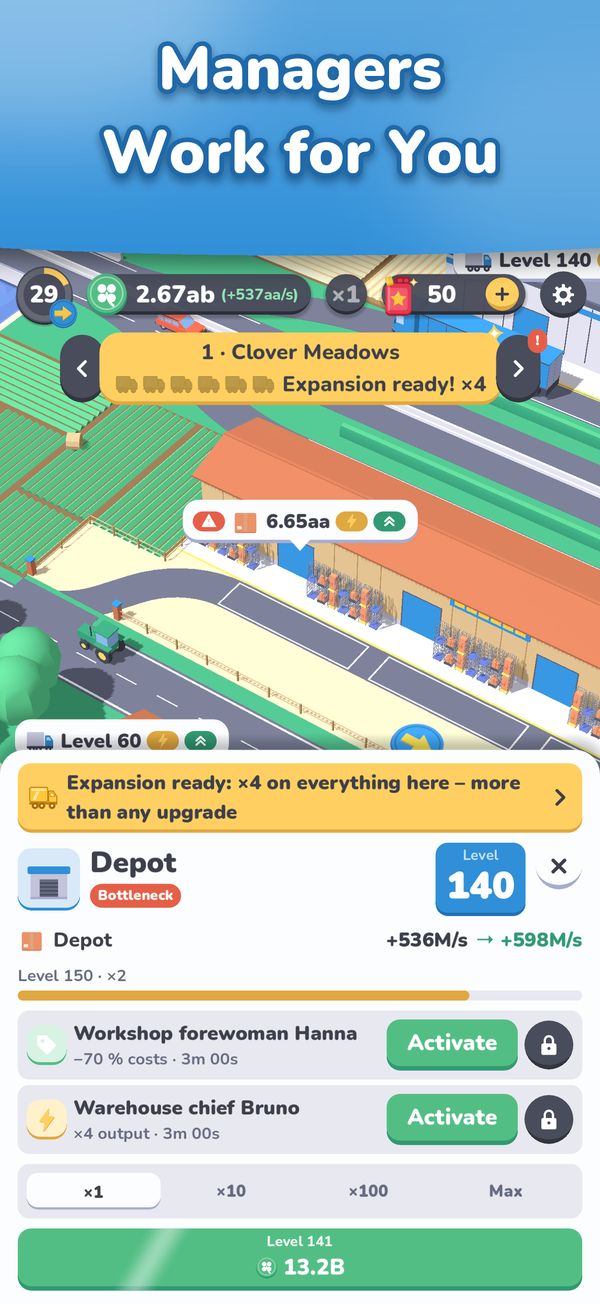 Managers
Work for You
Level 140
29
2.67ab (+537aa/s)
×1
50
+
1 · Clover Meadows
!
Expansion ready! ×4
6.65aa
Level 60
Expansion ready: ×4 on everything here – more
than any upgrade
Depot
Bottleneck
Level
140
Depot
+536M/s → +598M/s
Level 150 · ×2
Workshop forewoman Hanna
−70 % costs · 3m 00s
Activate
Warehouse chief Bruno
×4 output · 3m 00s
Activate
×1
×10
×100
Max
Level 141
13.2B